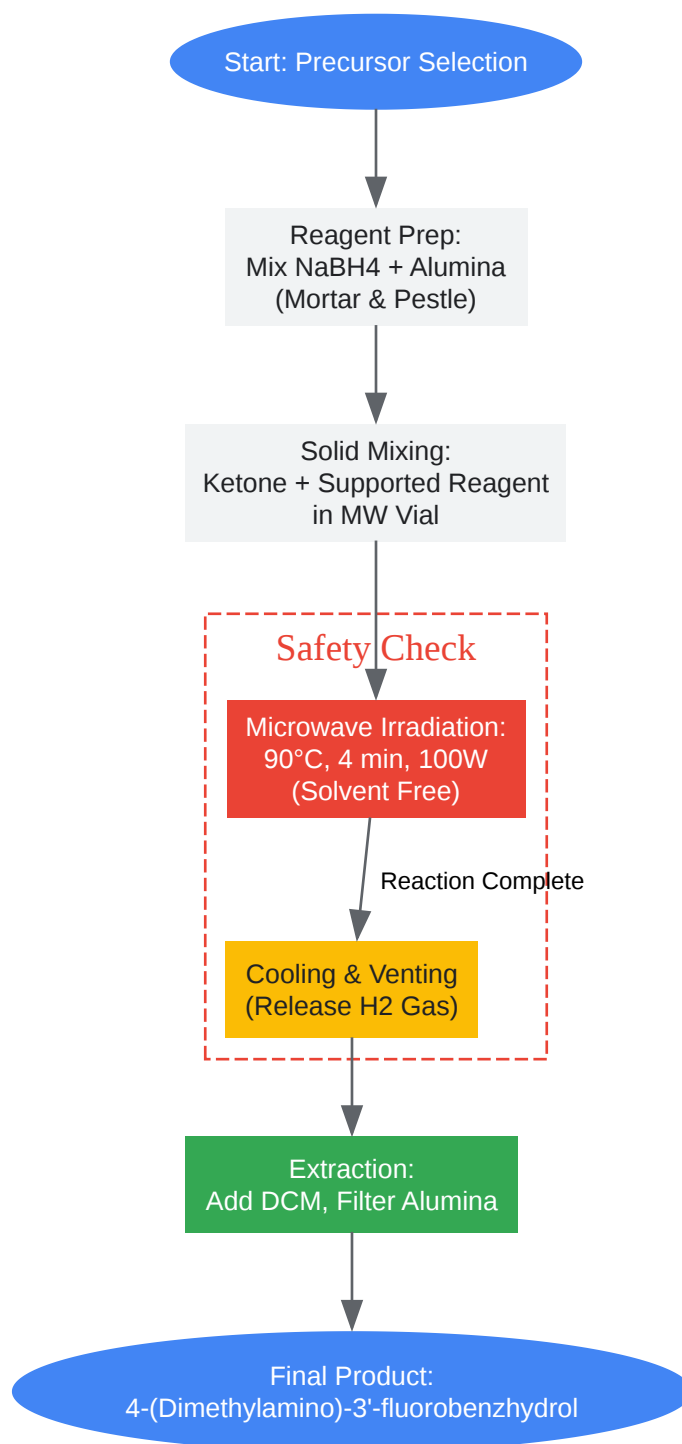 Start: Precursor Selection
Reagent Prep:
Mix NaBH4 + Alumina
(Mortar & Pestle)
Solid Mixing:
Ketone + Supported Reagent
in MW Vial
Safety Check
Microwave Irradiation:
90°C, 4 min, 100W
(Solvent Free)
Reaction Complete
Cooling & Venting
(Release H2 Gas)
Extraction:
Add DCM, Filter Alumina
Final Product:
4-(Dimethylamino)-3'-fluorobenzhydrol